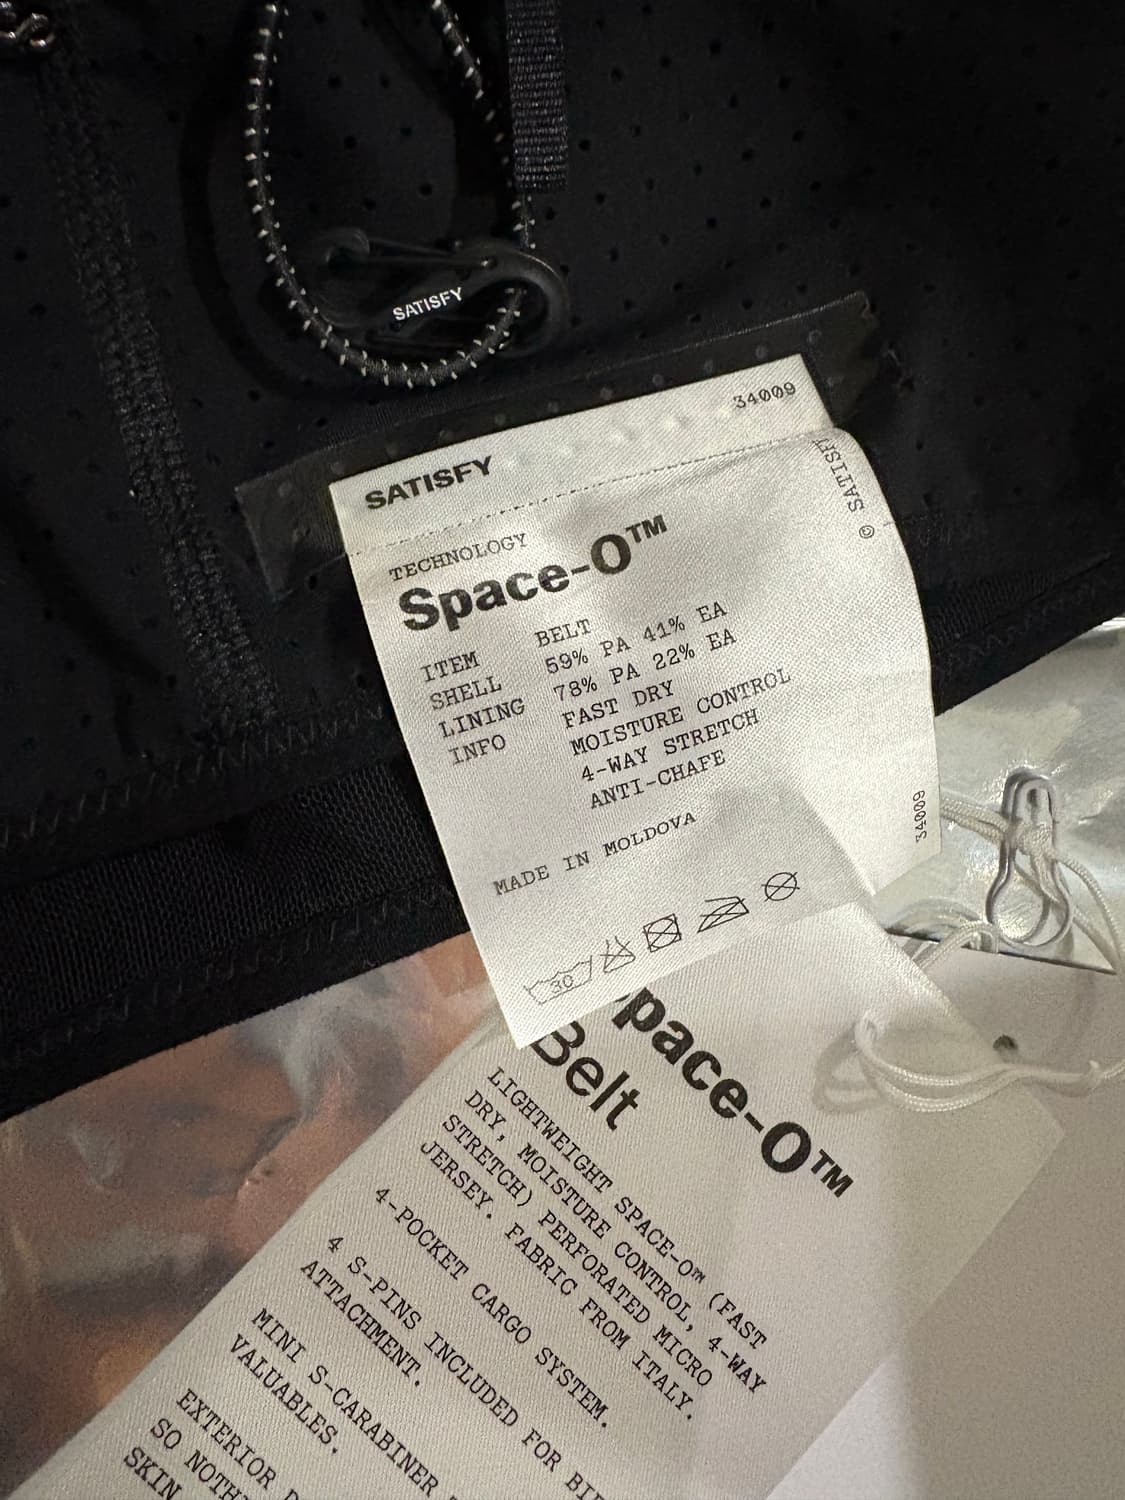 SATISFY
34009
SATISFY
© SATISFY
TECHNOLOGY
Space-O™
ITEM BELT
SHELL 59% PA 41% EA
LINING 78% PA 22% EA
INFO FAST DRY
MOISTURE CONTROL
4-WAY STRETCH
ANTI-CHAFE
MADE IN MOLDOVA
34009
30
Space-O™
Belt
LIGHTWEIGHT SPACE-O™ (FAST
DRY, MOISTURE CONTROL, 4-WAY
STRETCH) PERFORATED MICRO
JERSEY. FABRIC FROM ITALY.
4-POCKET CARGO SYSTEM.
4 S-PINS INCLUDED FOR
ATTACHMENT.
MINI S-CARABINER
VALUABLES.
EXTERIOR
SO
SKIN